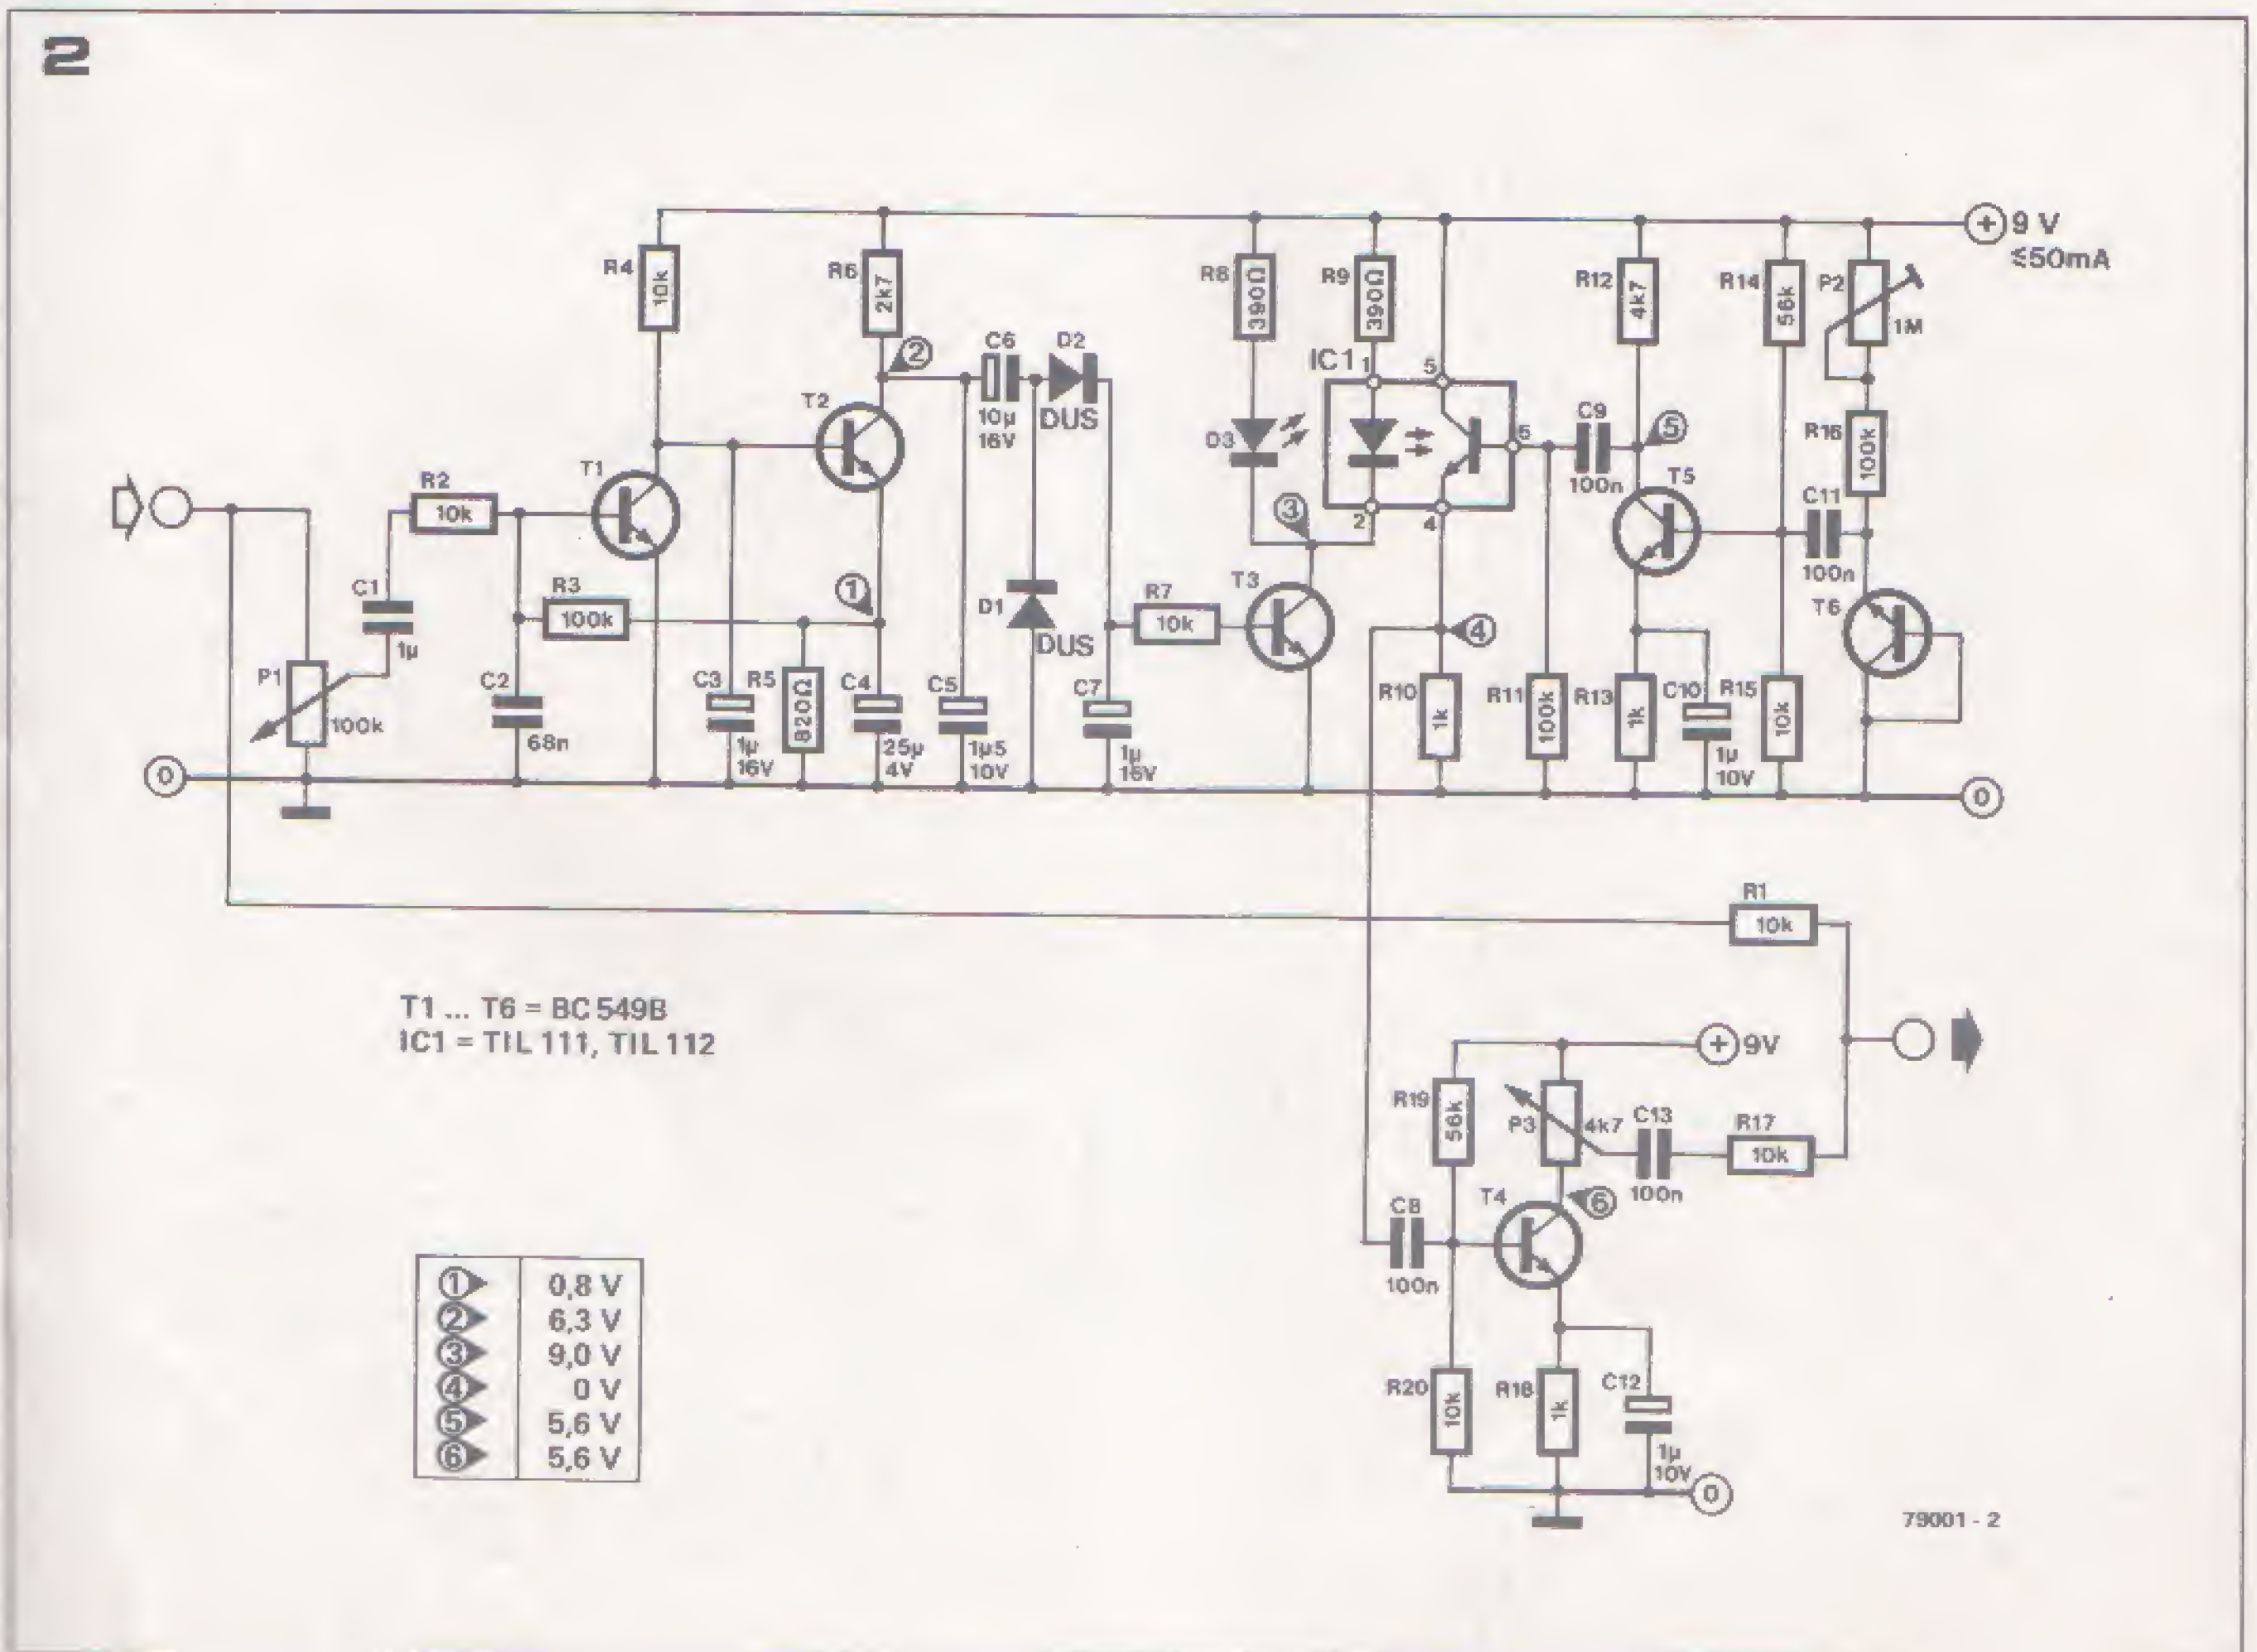 2
+ 9 V
≤50mA
R4
10k
R6
2k7
R8
390Ω
R9
390Ω
R12
4k7
R14
56k
P2
1M
2
C6
10µ
16V
D2
DUS
IC1
1
5
T2
D3
6
C9
100n
5
R16
100k
R2
10k
T1
2
4
3
T5
C11
100n
C1
1µ
R3
100k
1
D1
DUS
R7
10k
T3
4
T6
P1
100k
C2
68n
C3
1µ
16V
R5
820Ω
C4
25µ
4V
C5
1µ5
10V
C7
1µ
16V
R10
1k
R11
100k
R13
1k
C10
1µ
10V
R15
10k
0
0
R1
10k
T1 ... T6 = BC 549B
IC1 = TIL 111, TIL 112
+ 9V
R19
56k
P3
4k7
C13
100n
R17
10k
T4
6
C8
100n
1 0,8 V
2 6,3 V
3 9,0 V
4 0 V
5 5,6 V
6 5,6 V
R20
10k
R18
1k
C12
1µ
10V
0
79001 - 2